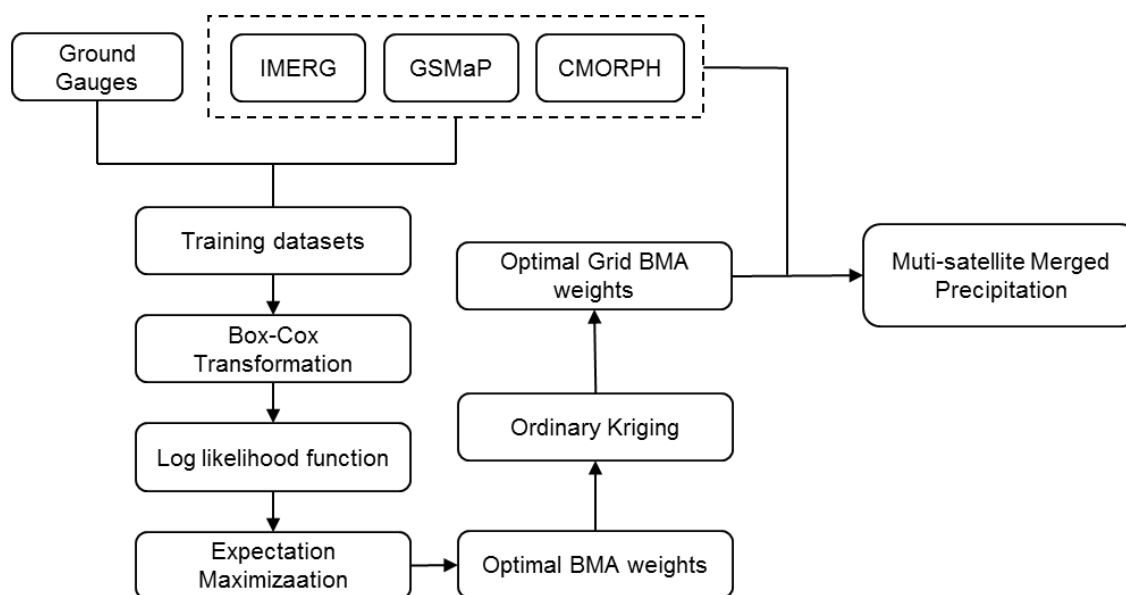 Ground
Gauges
IMERG
GSMaP
CMORPH
Training datasets
Box-Cox
Transformation
Log likelihood function
Expectation
Maximizaation
Optimal BMA weights
Ordinary Kriging
Optimal Grid BMA
weights
Muti-satellite Merged
Precipitation